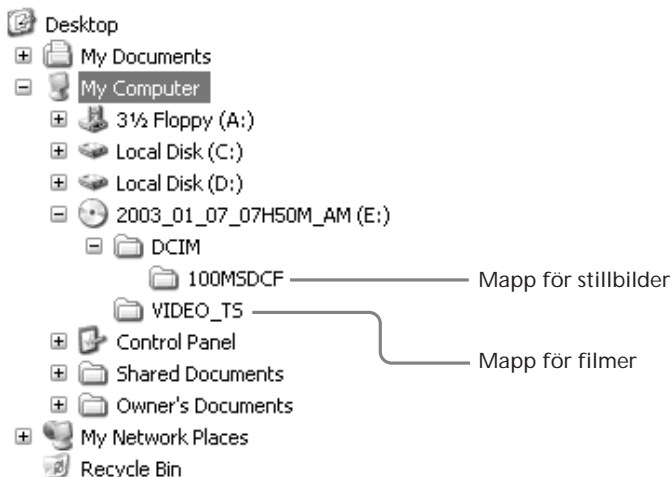 Desktop
My Documents
My Computer
3½ Floppy (A:)
Local Disk (C:)
Local Disk (D:)
2003_01_07_07H50M_AM (E:)
DCIM
100MSDCF
Mapp för stillbilder
VIDEO_TS
Mapp för filmer
Control Panel
Shared Documents
Owner's Documents
My Network Places
Recycle Bin